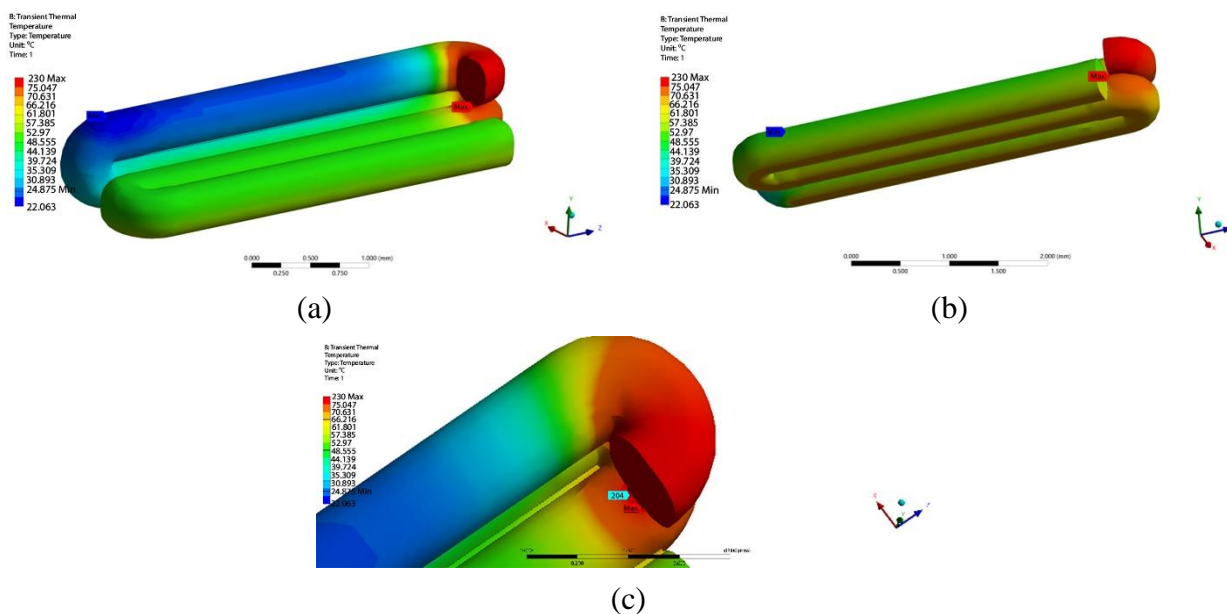 B: Transient Thermal
Temperature
Type: Temperature
Unit: °C
Time: 1
230 Max
75.047
70.631
66.216
61.801
57.385
52.97
48.555
44.139
39.724
35.309
30.893
24.875 Min
22.063
Max
Y
X
Z
0.000 0.500 1.000 (mm)
0.250 0.750
(a)
B: Transient Thermal
Temperature
Type: Temperature
Unit: °C
Time: 1
230 Max
75.047
70.631
66.216
61.801
57.385
52.97
48.555
44.139
39.724
35.309
30.893
24.875 Min
22.063
Max
Y
Z
X
0.000 1.000 2.000 (mm)
0.500 1.500
(b)
B: Transient Thermal
Temperature
Type: Temperature
Unit: °C
Time: 1
230 Max
75.047
70.631
66.216
61.801
57.385
52.97
48.555
44.139
39.724
35.309
30.893
24.875 Min
22.063
204
Max
X
Y
Z
(c)